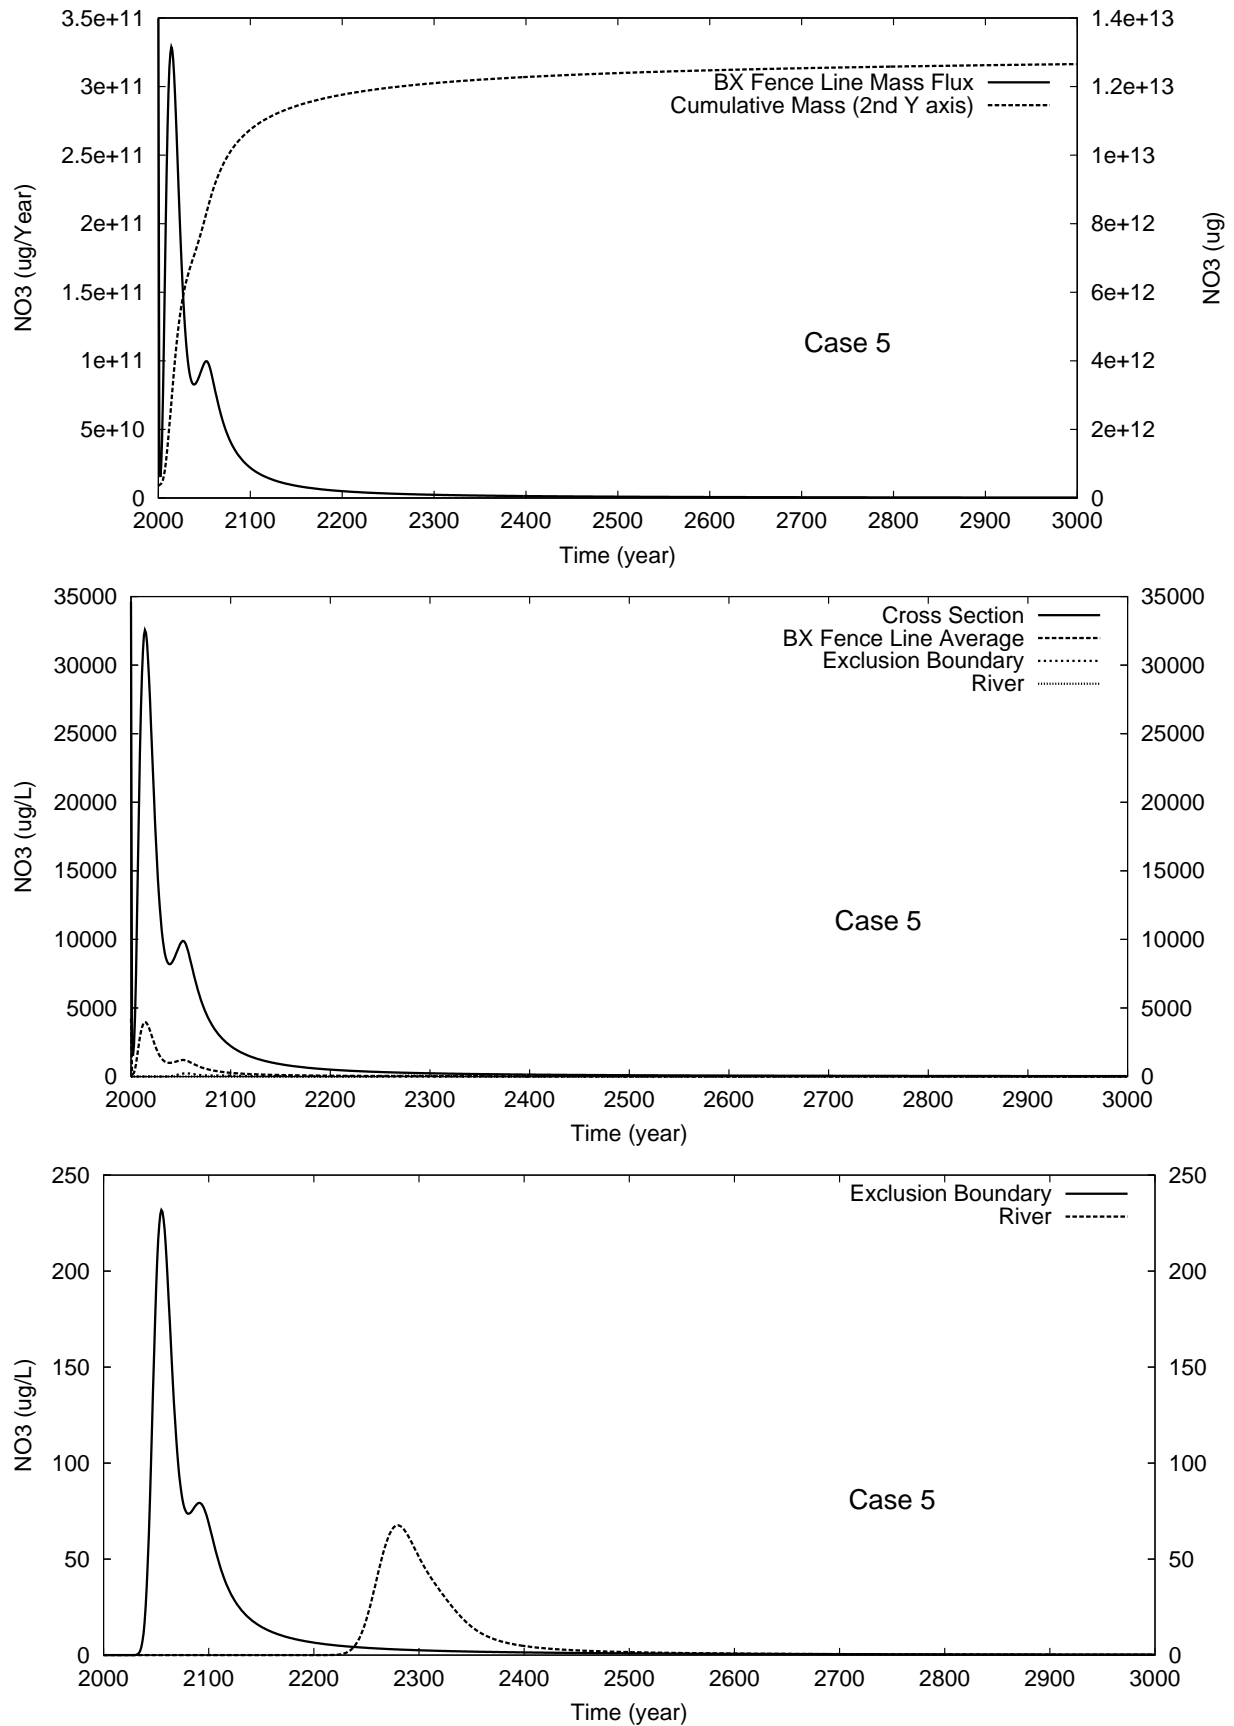 3.5e+11
3e+11
2.5e+11
2e+11
1.5e+11
1e+11
5e+10
0
NO3 (ug/Year)
1.4e+13
1.2e+13
1e+13
8e+12
6e+12
4e+12
2e+12
0
NO3 (ug)
BX Fence Line Mass Flux
Cumulative Mass (2nd Y axis)
Case 5
2000 2100 2200 2300 2400 2500 2600 2700 2800 2900 3000
Time (year)
35000
30000
25000
20000
15000
10000
5000
0
NO3 (ug/L)
35000
30000
25000
20000
15000
10000
5000
0
Cross Section
BX Fence Line Average
Exclusion Boundary
River
Case 5
2000 2100 2200 2300 2400 2500 2600 2700 2800 2900 3000
Time (year)
250
200
150
100
50
0
NO3 (ug/L)
250
200
150
100
50
0
Exclusion Boundary
River
Case 5
2000 2100 2200 2300 2400 2500 2600 2700 2800 2900 3000
Time (year)